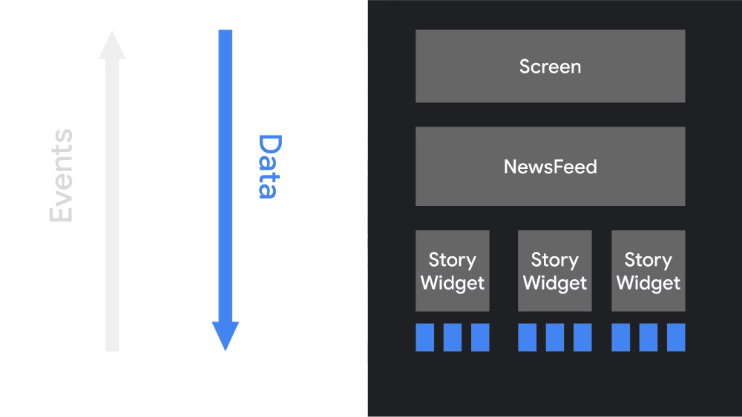 Events
Data
Screen
NewsFeed
Story
Widget
Story
Widget
Story
Widget